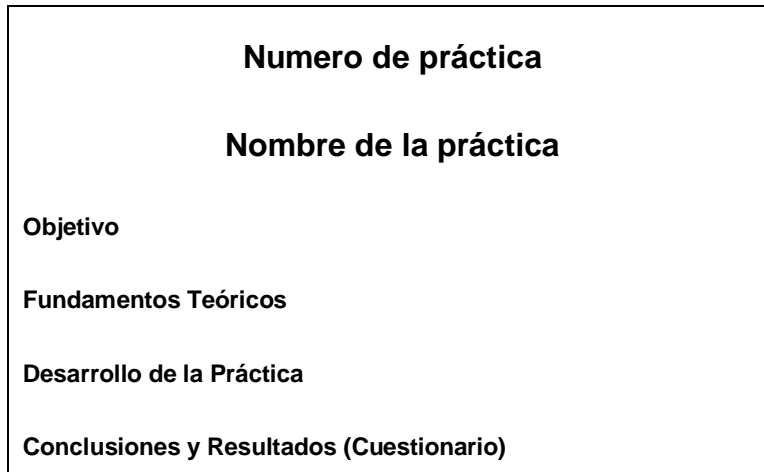 Numero de práctica
Nombre de la práctica
Objetivo
Fundamentos Teóricos
Desarrollo de la Práctica
Conclusiones y Resultados (Cuestionario)